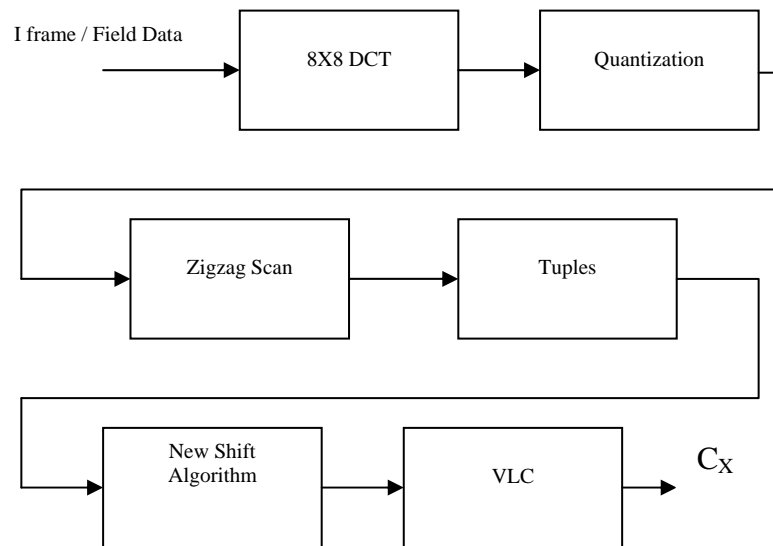 I frame / Field Data
8X8 DCT
Quantization
Zigzag Scan
Tuples
New Shift
Algorithm
VLC
CX